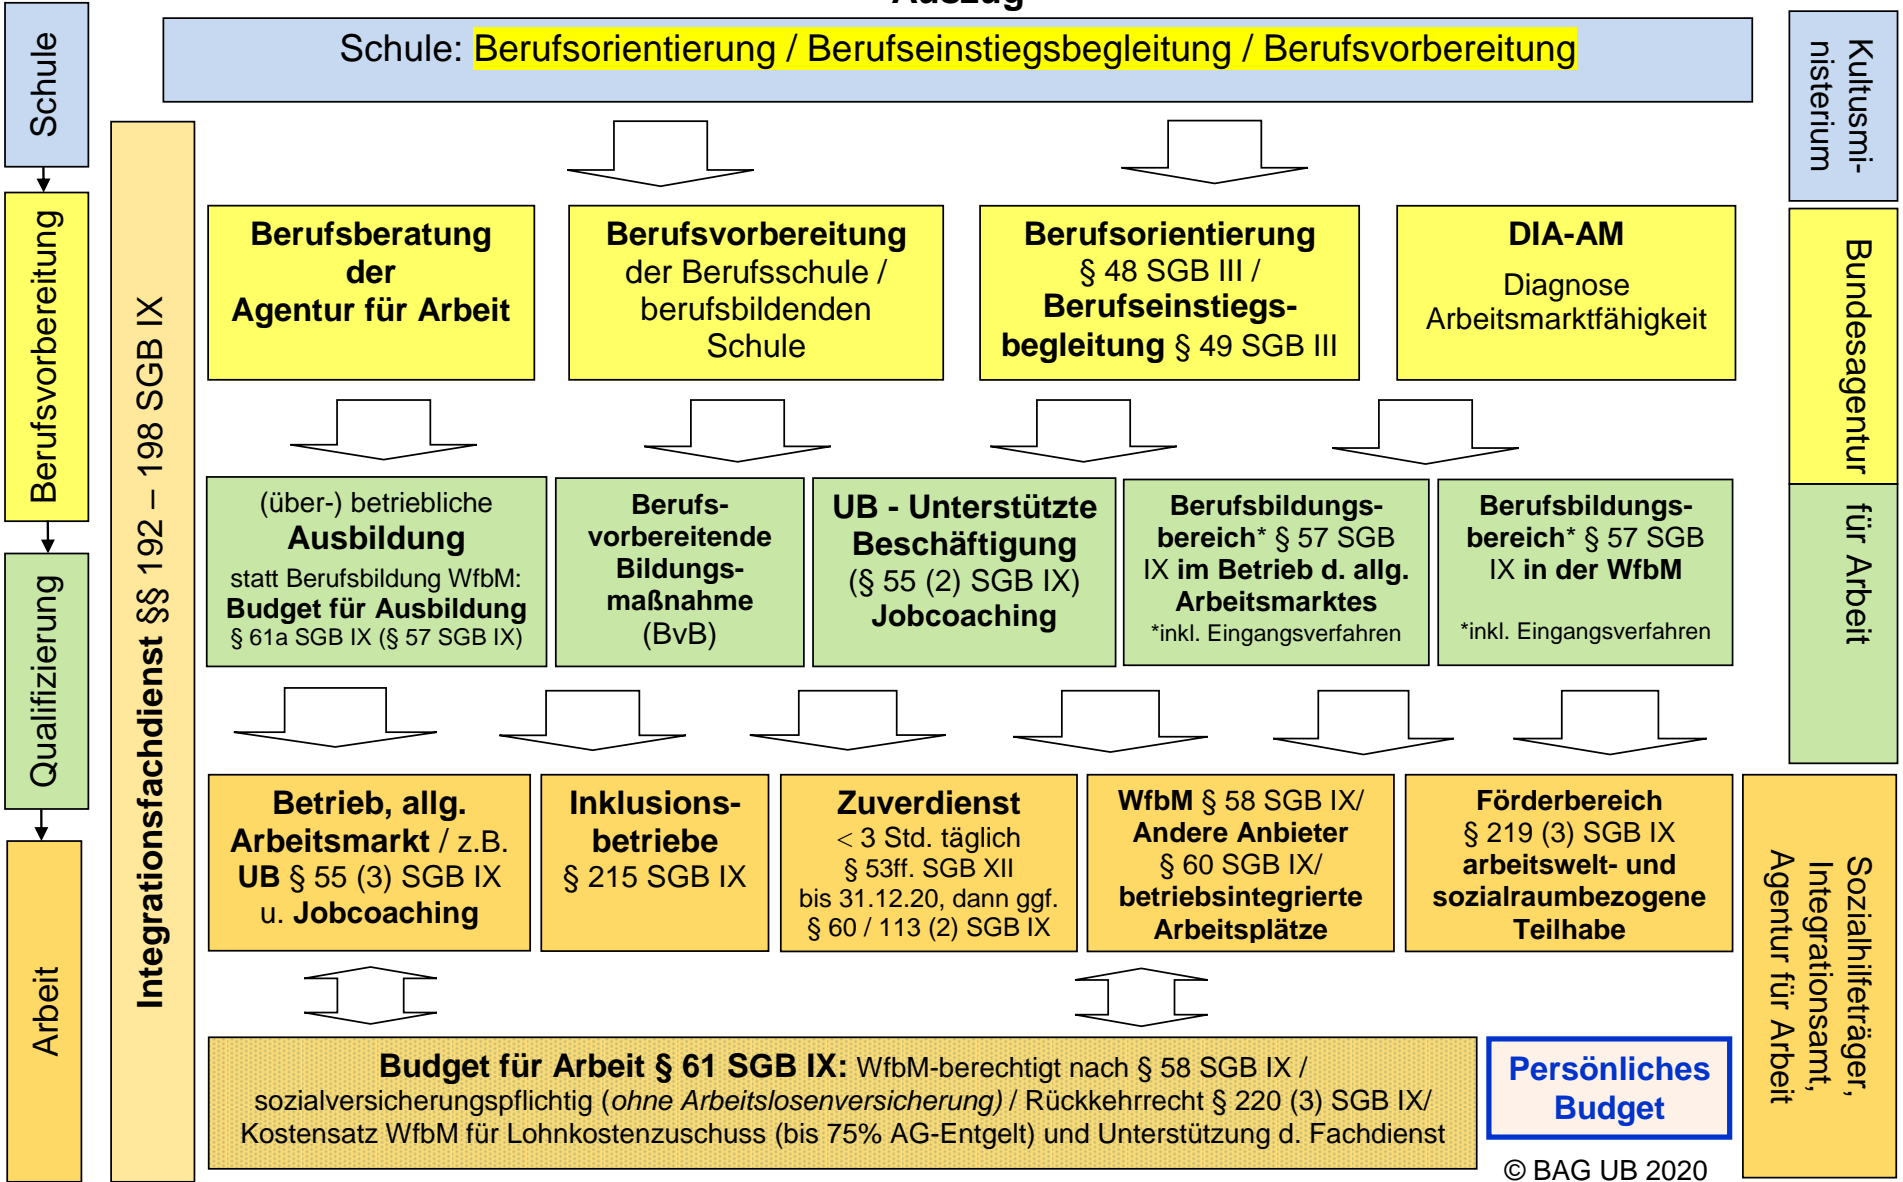 Auszug
Schule
Schule: Berufsorientierung / Berufseinstiegsbegleitung / Berufsvorbereitung
Kultusmi-
nisterium
Berufsvorbereitung
Integrationsfachdienst §§ 192 – 198 SGB IX
Berufsberatung
der
Agentur für Arbeit
Berufsvorbereitung
der Berufsschule /
berufsbildenden
Schule
Berufsorientierung
§ 48 SGB III /
Berufseinstiegs-
begleitung § 49 SGB III
DIA-AM
Diagnose
Arbeitsmarktfähigkeit
Bundesagentur für Arbeit
Qualifizierung
(über-) betriebliche
Ausbildung
statt Berufsbildung WfbM:
Budget für Ausbildung
§ 61a SGB IX (§ 57 SGB IX)
Berufs-
vorbereitende
Bildungs-
maßnahme
(BvB)
UB - Unterstützte
Beschäftigung
(§ 55 (2) SGB IX)
Jobcoaching
Berufsbildungs-
bereich* § 57 SGB
IX im Betrieb d. allg.
Arbeitsmarktes
*inkl. Eingangsverfahren
Berufsbildungs-
bereich* § 57 SGB
IX in der WfbM
*inkl. Eingangsverfahren
Arbeit
Betrieb, allg.
Arbeitsmarkt / z.B.
UB § 55 (3) SGB IX
u. Jobcoaching
Inklusions-
betriebe
§ 215 SGB IX
Zuverdienst
< 3 Std. täglich
§ 53ff. SGB XII
bis 31.12.20, dann ggf.
§ 60 / 113 (2) SGB IX
WfbM § 58 SGB IX/
Andere Anbieter
§ 60 SGB IX/
betriebsintegrierte
Arbeitsplätze
Förderbereich
§ 219 (3) SGB IX
arbeitswelt- und
sozialraumbezogene
Teilhabe
Sozialhilfeträger,
Integrationsamt,
Agentur für Arbeit
Budget für Arbeit § 61 SGB IX: WfbM-berechtigt nach § 58 SGB IX /
sozialversicherungspflichtig (ohne Arbeitslosenversicherung) / Rückkehrrecht § 220 (3) SGB IX/
Kostensatz WfbM für Lohnkostenzuschuss (bis 75% AG-Entgelt) und Unterstützung d. Fachdienst
Persönliches
Budget
© BAG UB 2020